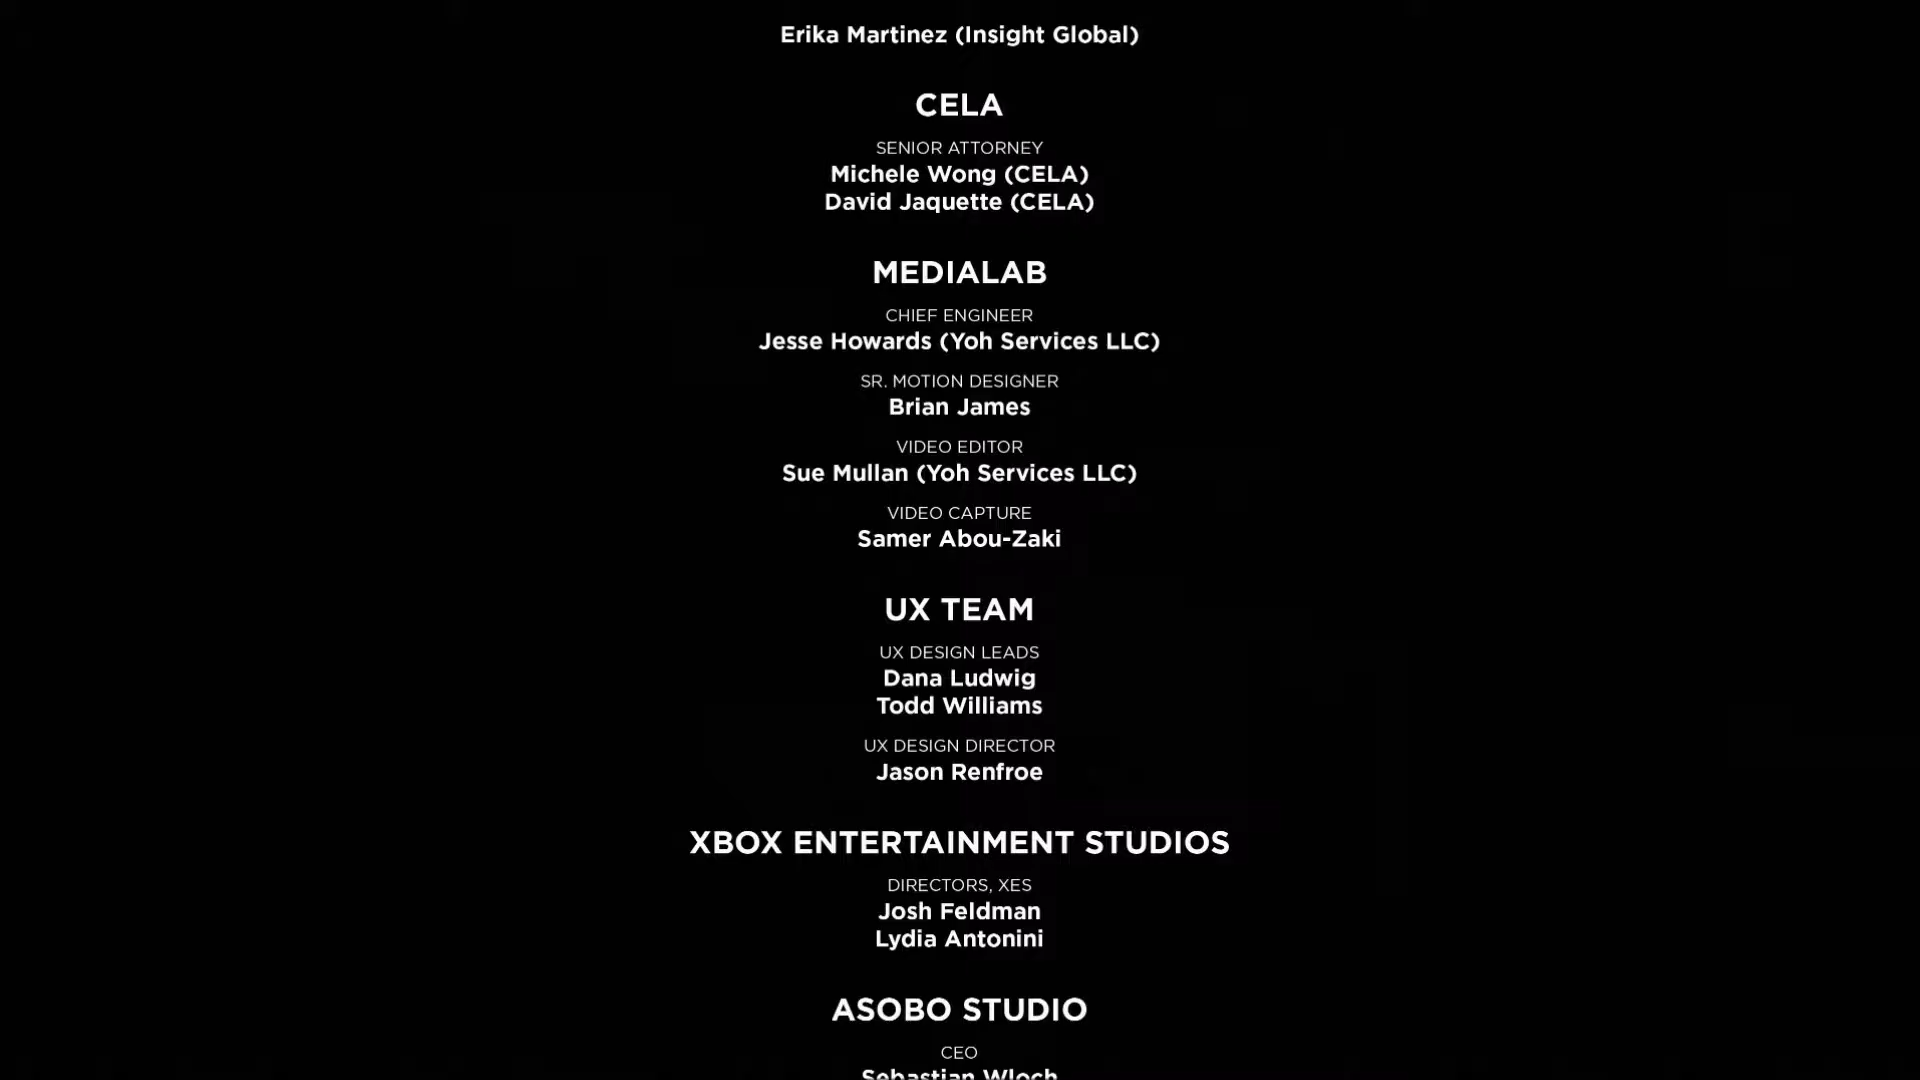 Erika Martinez (Insight Global)
CELA
SENIOR ATTORNEY
Michele Wong (CELA)
David Jaquette (CELA)
MEDIALAB
CHIEF ENGINEER
Jesse Howards (Yoh Services LLC)
SR. MOTION DESIGNER
Brian James
VIDEO EDITOR
Sue Mullan (Yoh Services LLC)
VIDEO CAPTURE
Samer Abou-Zaki
UX TEAM
UX DESIGN LEADS
Dana Ludwig
Todd Williams
UX DESIGN DIRECTOR
Jason Renfroe
XBOX ENTERTAINMENT STUDIOS
DIRECTORS, XES
Josh Feldman
Lydia Antonini
ASOBO STUDIO
CEO
Sebastian Wloch